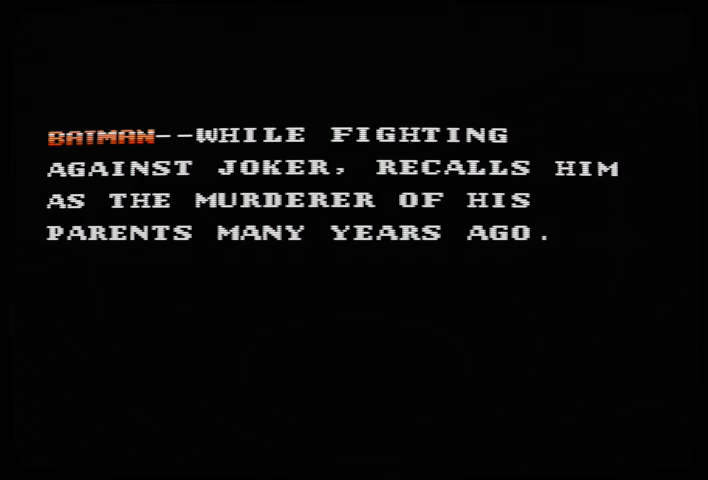 BATMAN--WHILE FIGHTING
AGAINST JOKER, RECALLS HIM
AS THE MURDERER OF HIS
PARENTS MANY YEARS AGO.